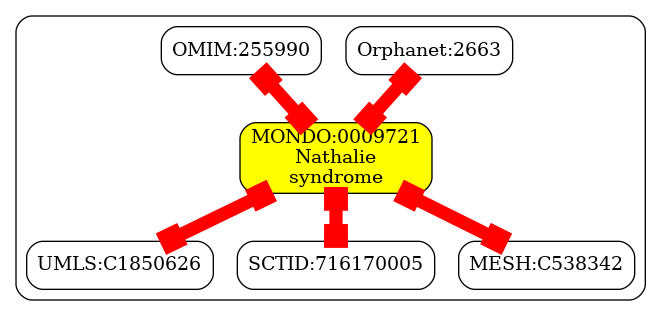 OMIM:255990
Orphanet:2663
MONDO:0009721
Nathalie
syndrome
UMLS:C1850626
SCTID:716170005
MESH:C538342